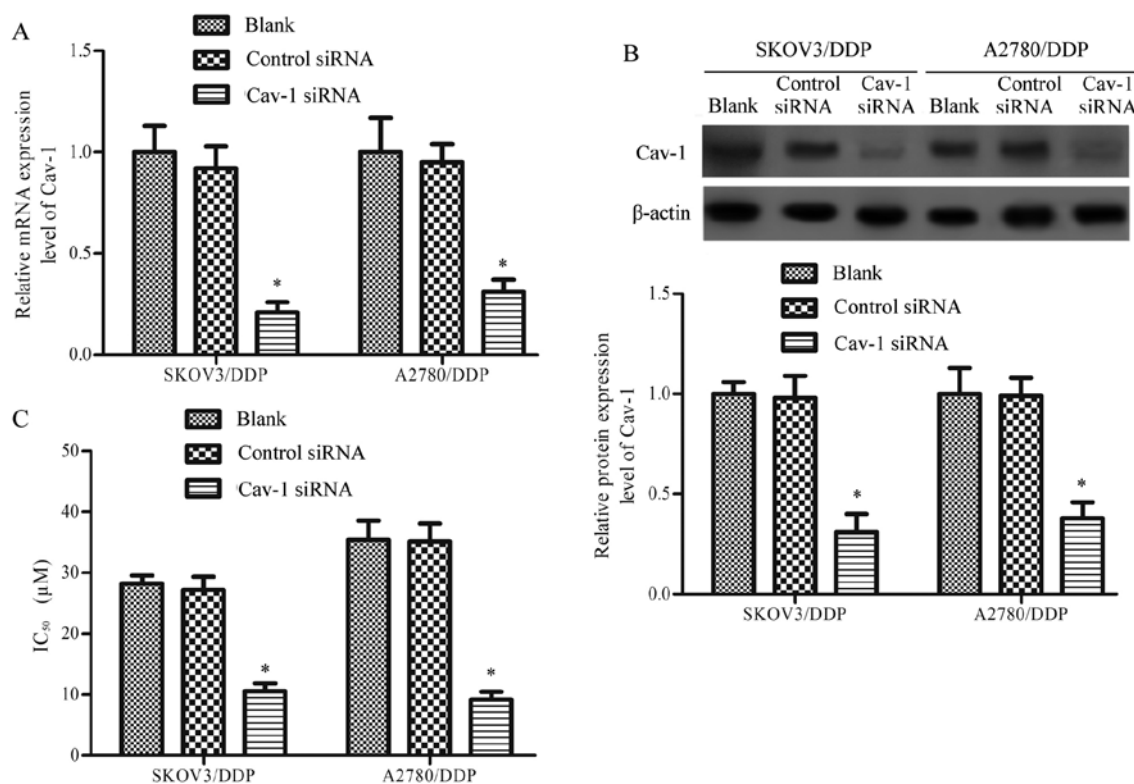 A
Blank
Control siRNA
Cav-1 siRNA
Relative mRNA expression
level of Cav-1
1.5
1.0
0.5
0.0
*
*
SKOV3/DDP
A2780/DDP
B
SKOV3/DDP
A2780/DDP
Blank
Control
siRNA
Cav-1
siRNA
Blank
Control
siRNA
Cav-1
siRNA
Cav-1
β-actin
Blank
Control siRNA
Cav-1 siRNA
Relative protein expression
level of Cav-1
1.5
1.0
0.5
0.0
*
*
SKOV3/DDP
A2780/DDP
C
Blank
Control siRNA
Cav-1 siRNA
IC₅₀ (μM)
50
40
30
20
10
0
*
*
SKOV3/DDP
A2780/DDP